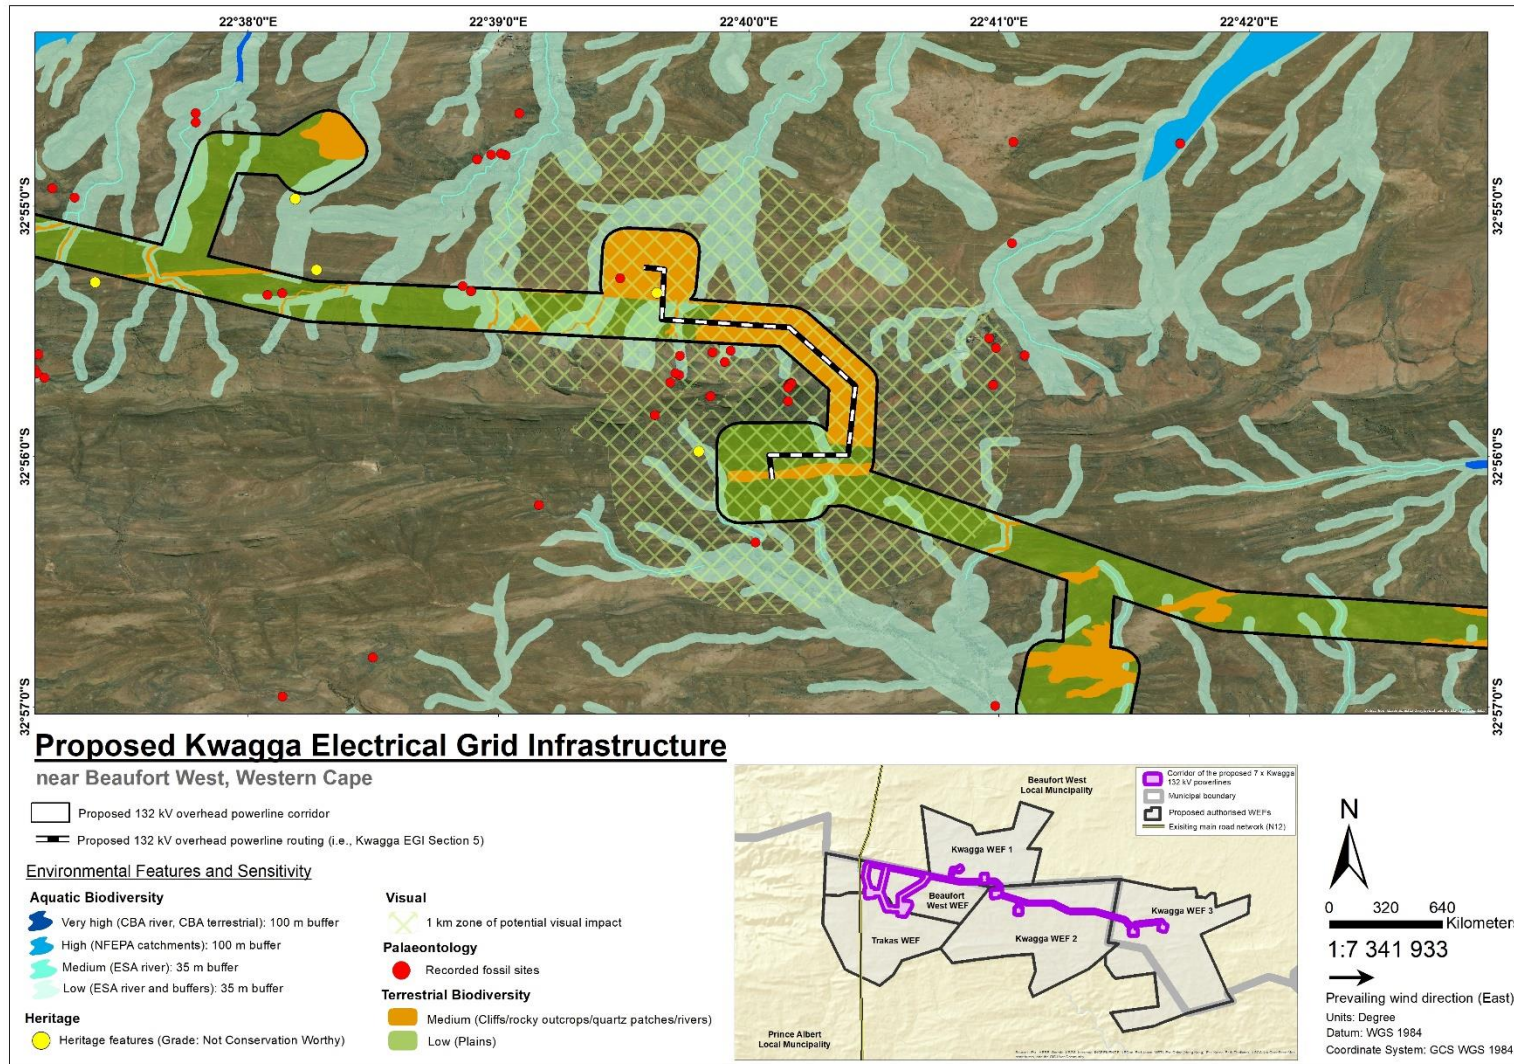 22°38'0"E 22°39'0"E 22°40'0"E 22°41'0"E 22°42'0"E
32°55'0"S 32°55'0"S
32°56'0"S 32°56'0"S
32°57'0"S 32°57'0"S
Proposed Kwagga Electrical Grid Infrastructure
near Beaufort West, Western Cape
Proposed 132 kV overhead powerline corridor
Proposed 132 kV overhead powerline routing (i.e., Kwagga EGI Section 5)
Environmental Features and Sensitivity
Aquatic Biodiversity
Very high (CBA river, CBA terrestrial): 100 m buffer
High (NFEPA catchments): 100 m buffer
Medium (ESA river): 35 m buffer
Low (ESA river and buffers): 35 m buffer
Heritage
Heritage features (Grade: Not Conservation Worthy)
Visual
1 km zone of potential visual impact
Palaeontology
Recorded fossil sites
Terrestrial Biodiversity
Medium (Cliffs/rocky outcrops/quartz patches/rivers)
Low (Plains)
Beaufort West
Local Muncipality
Corridor of the proposed 7 x Kwagga
132 kV powerlines
Municipal boundary
Proposed authorised WEFs
Exisiting main road network (N12)
Kwagga WEF 1
Beaufort
West WEF
Kwagga WEF 3
Trakas WEF
Kwagga WEF 2
Prince Albert
Local Muncipality
N
0 320 640
Kilometers
1:7 341 933
Prevailing wind direction (East)
Units: Degree
Datum: WGS 1984
Coordinate System: GCS WGS 1984